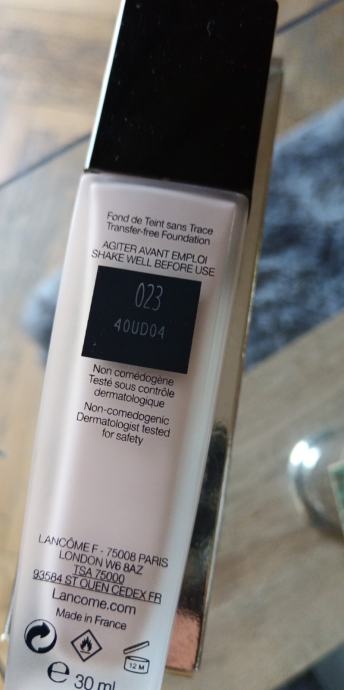 Fond de Teint sans Trace
Transfer-free Foundation
AGITER AVANT EMPLOI
SHAKE WELL BEFORE USE
023
40UD04
Non comédogène
Testé sous contrôle
dermatologique
Non-comedogenic
Dermatologist tested
for safety
LANCÔME F - 75008 PARIS
LONDON W6 8AZ
TSA 75000
93584 ST OUEN CEDEX FR
Lancome.com
Made in France
12 M
e 30 ml